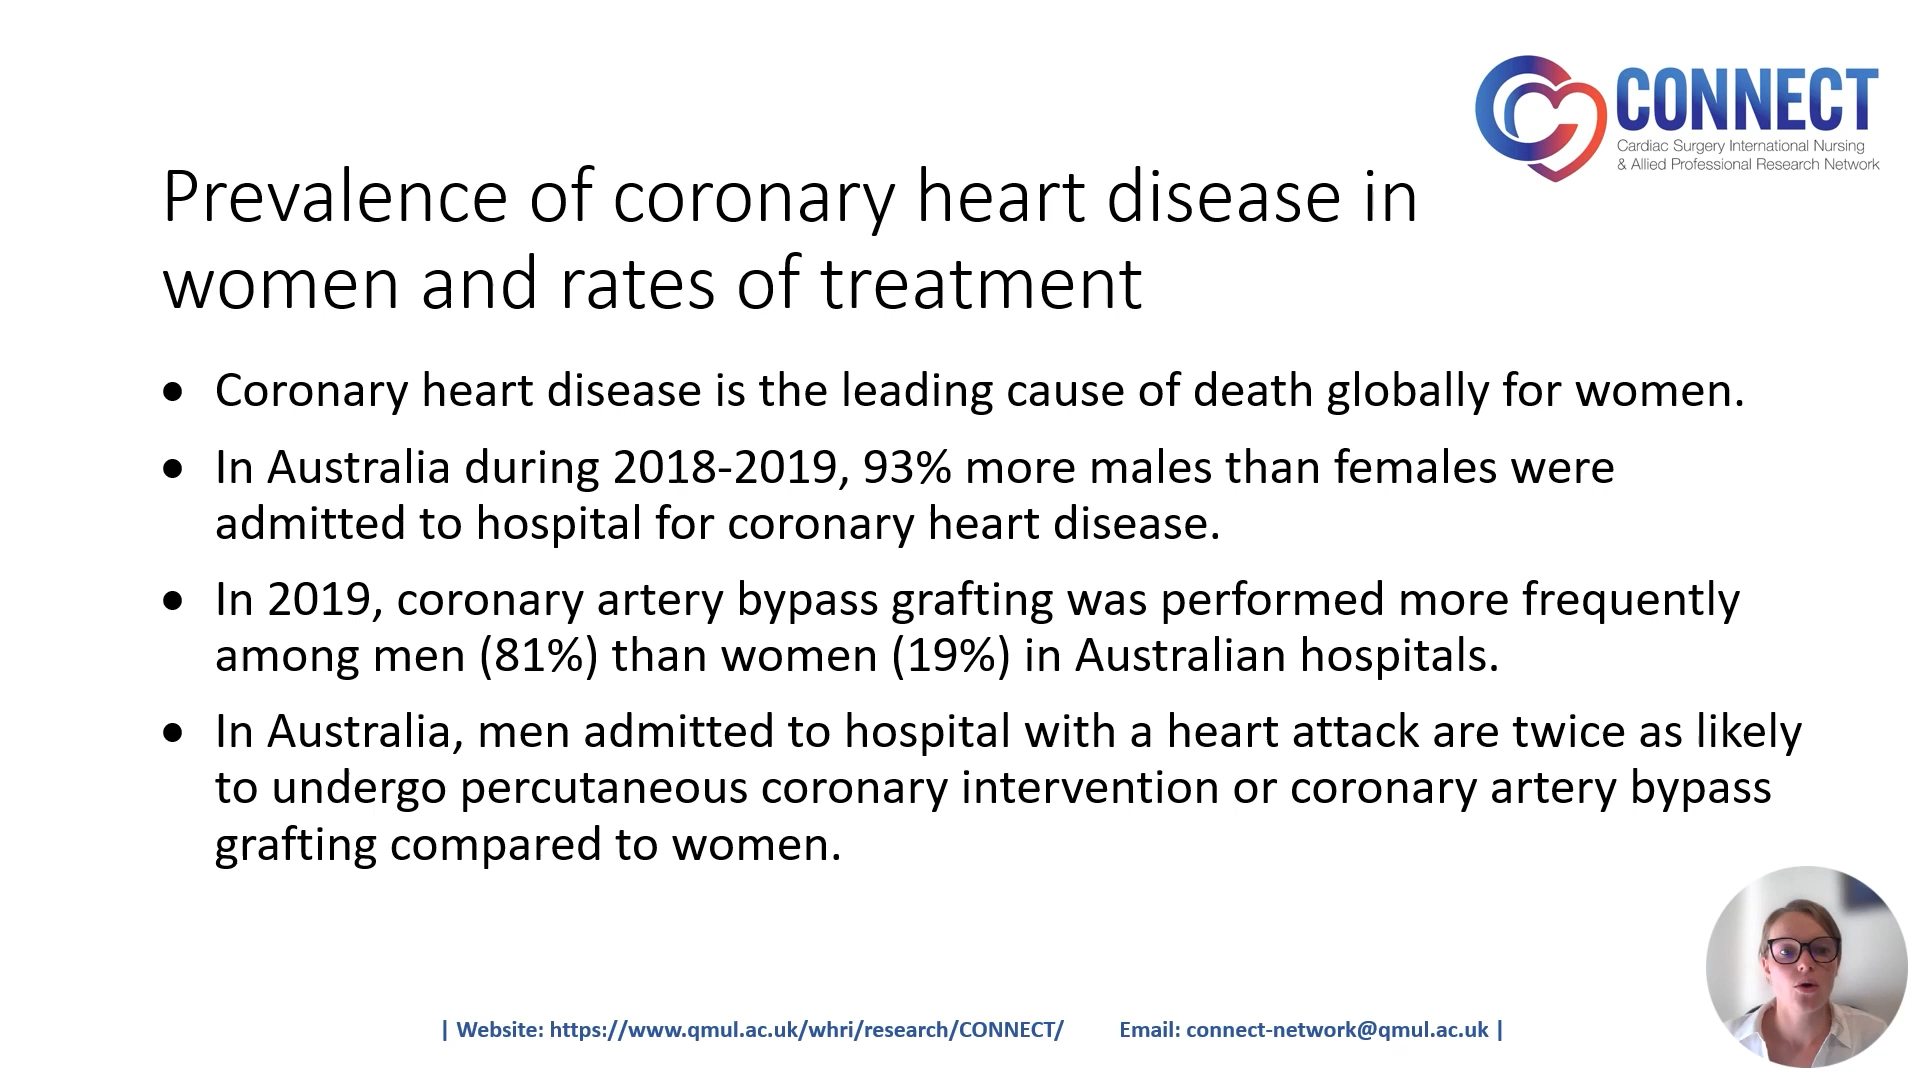 CONNECT
Cardiac Surgery International Nursing
& Allied Professional Research Network
Prevalence of coronary heart disease in
women and rates of treatment
• Coronary heart disease is the leading cause of death globally for women.
• In Australia during 2018-2019, 93% more males than females were
admitted to hospital for coronary heart disease.
• In 2019, coronary artery bypass grafting was performed more frequently
among men (81%) than women (19%) in Australian hospitals.
• In Australia, men admitted to hospital with a heart attack are twice as likely
to undergo percutaneous coronary intervention or coronary artery bypass
grafting compared to women.
| Website: https://www.qmul.ac.uk/whri/research/CONNECT/ Email: connect-network@qmul.ac.uk |